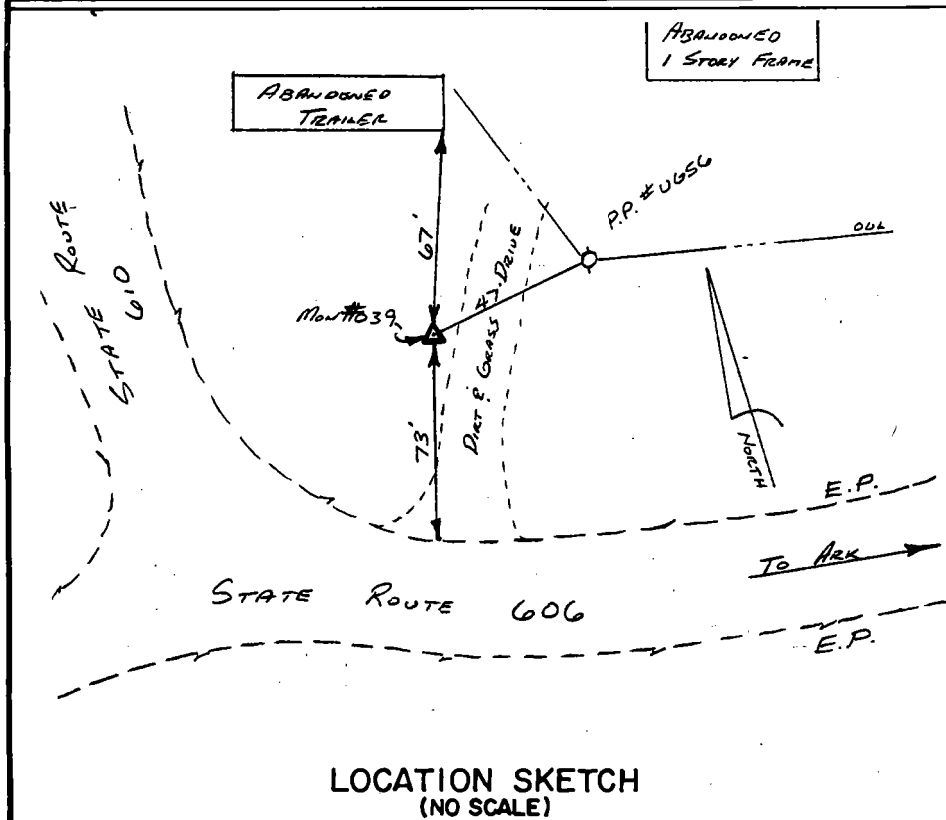 ABANDONED
1 STORY FRAME
ABANDONED
TRAILER
P.P. #U656
OUL
STATE ROUTE
610
67'
47'
DIRT & GRASS DRIVE
MON#039
73'
NORTH
E.P.
TO ARK
STATE ROUTE 606
E.P.
LOCATION SKETCH
(NO SCALE)